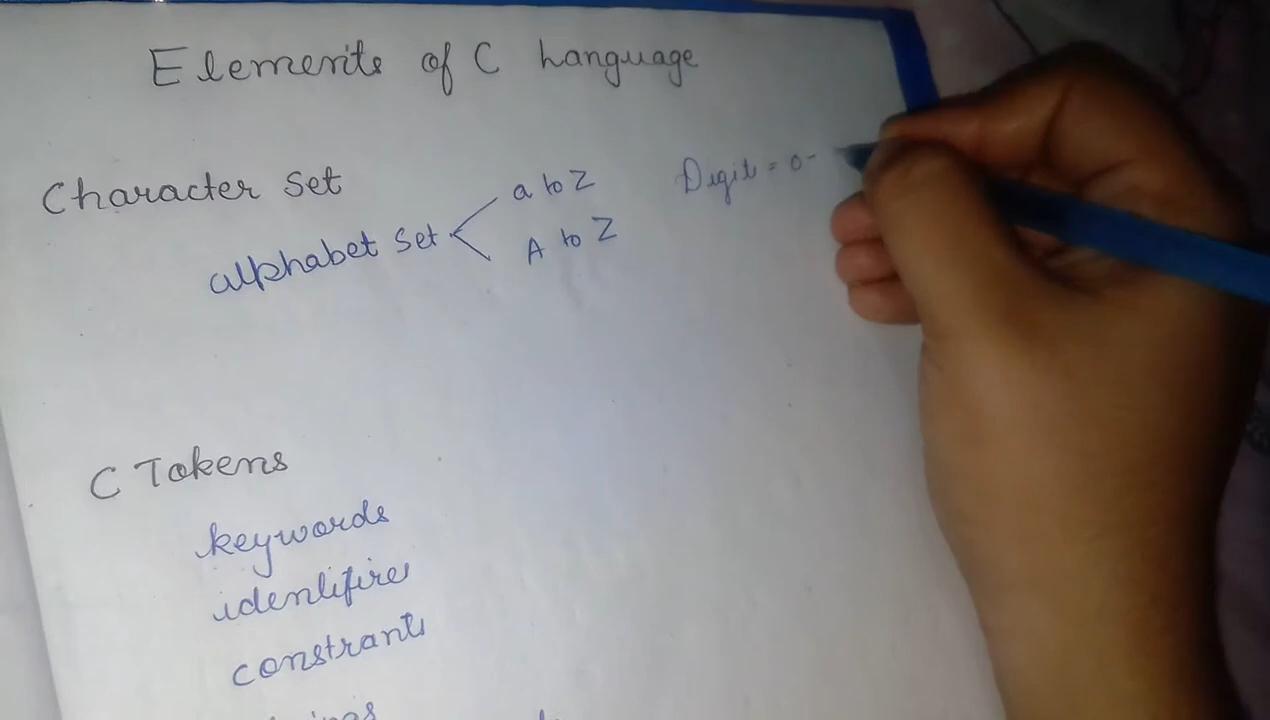 Elements of C Language
Character Set
alphabet set < a to Z
A to Z
Digit = 0-
C Tokens
keywords
identifires
constrants